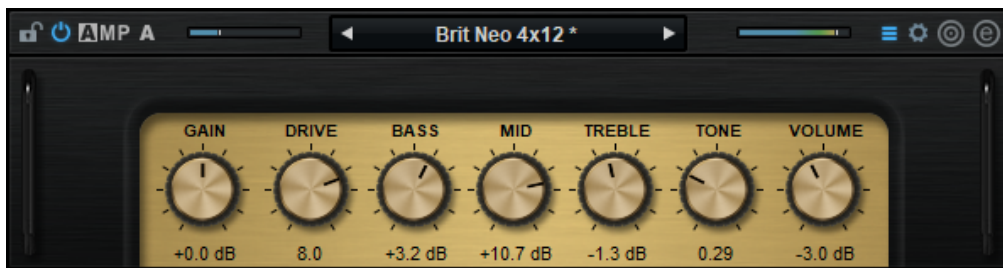 AMP A
Brit Neo 4x12 *
e
GAIN DRIVE BASS MID TREBLE TONE VOLUME
+0.0 dB 8.0 +3.2 dB +10.7 dB -1.3 dB 0.29 -3.0 dB